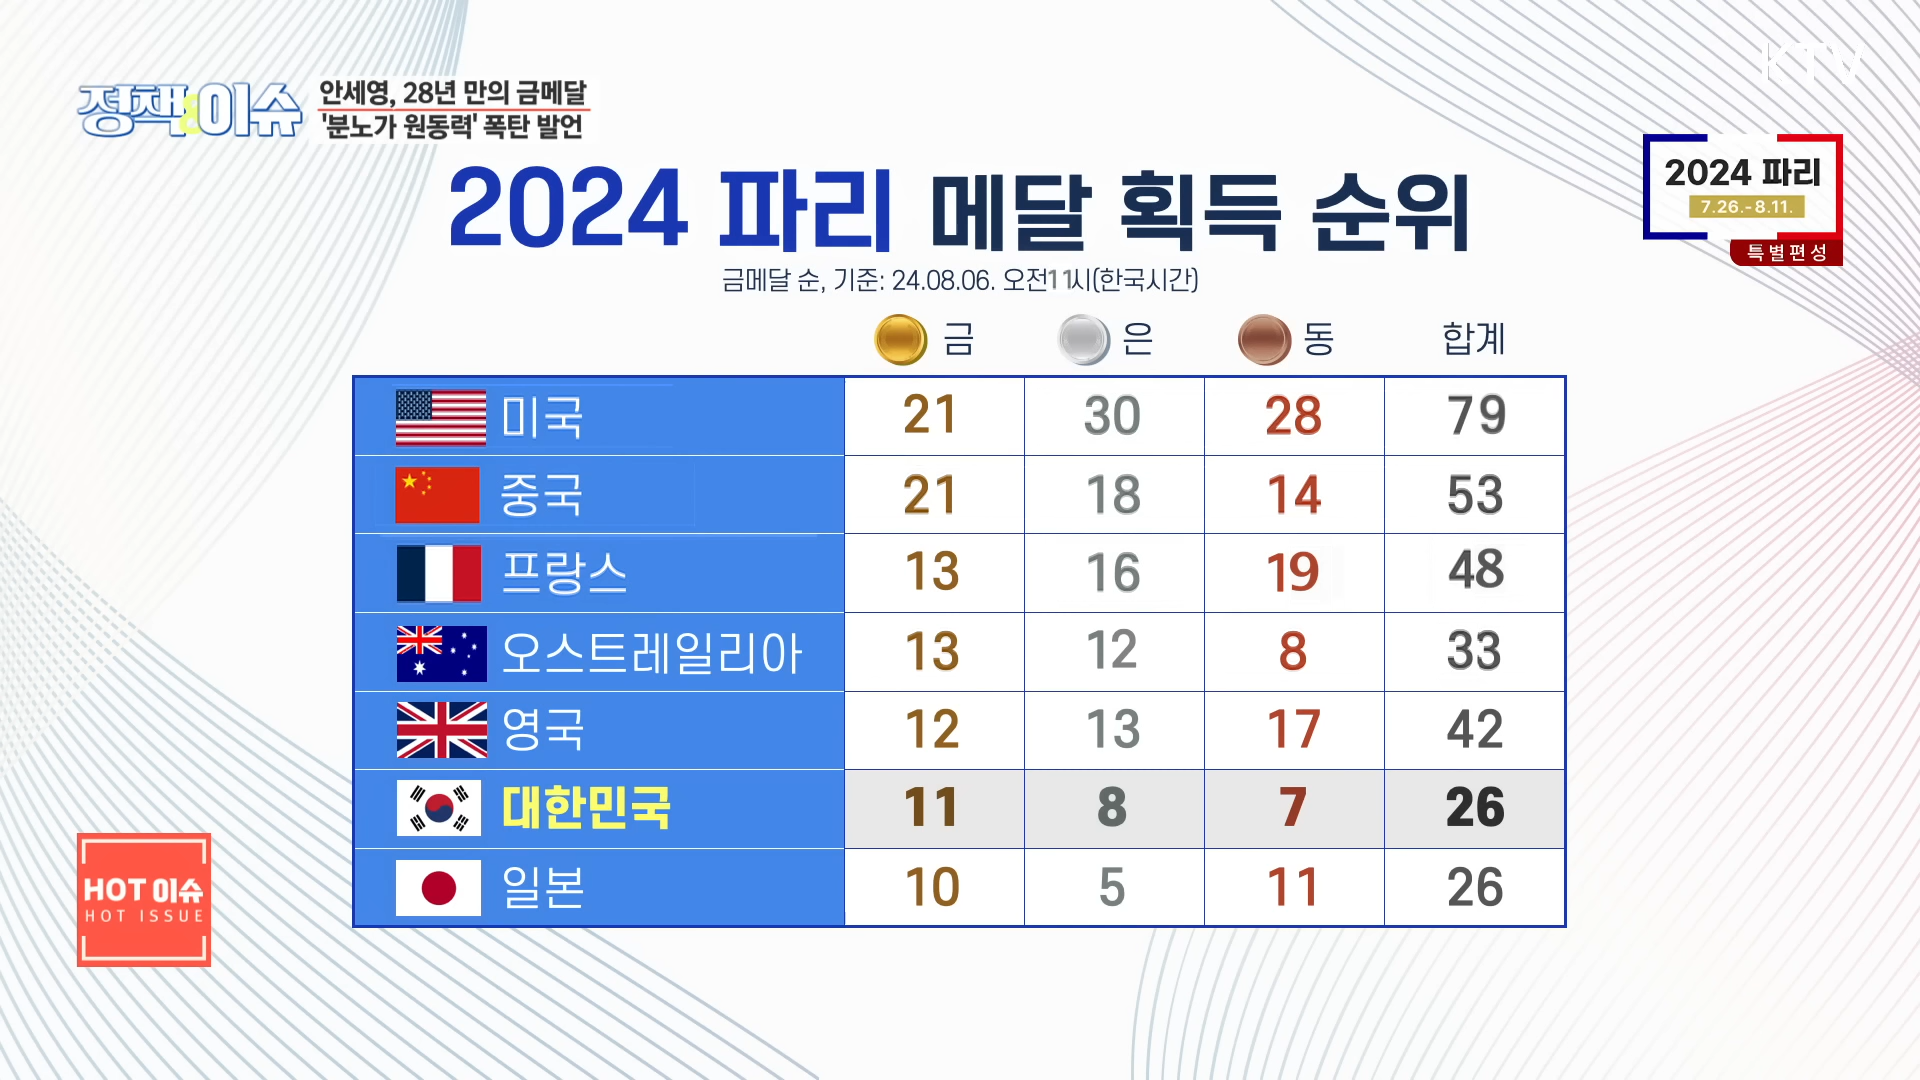 KTV
정책&이슈
안세영, 28년 만의 금메달
'분노가 원동력' 폭탄 발언
2024 파리
7.26.-8.11.
특별편성
2024 파리 메달 획득 순위
금메달 순, 기준: 24.08.06. 오전11시(한국시간)
금 은 동 합계
미국 21 30 28 79
중국 21 18 14 53
프랑스 13 16 19 48
오스트레일리아 13 12 8 33
영국 12 13 17 42
대한민국 11 8 7 26
일본 10 5 11 26
HOT 이슈
HOT ISSUE